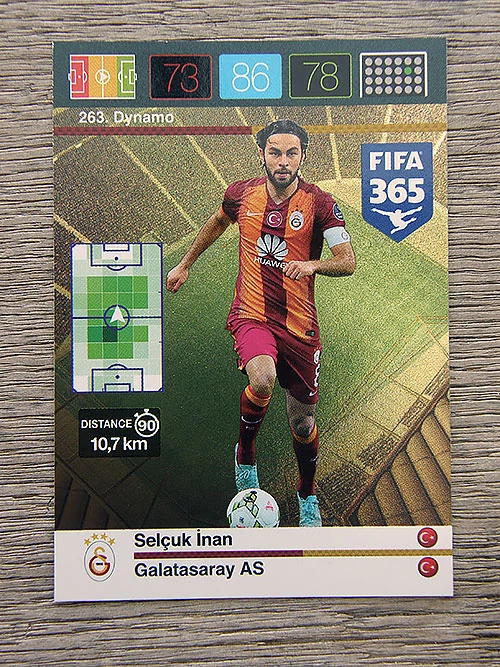 73 86 78
263. Dynamo
FIFA
365
HUAWEI
DISTANCE 90
10,7 km
Selçuk İnan
Galatasaray AS